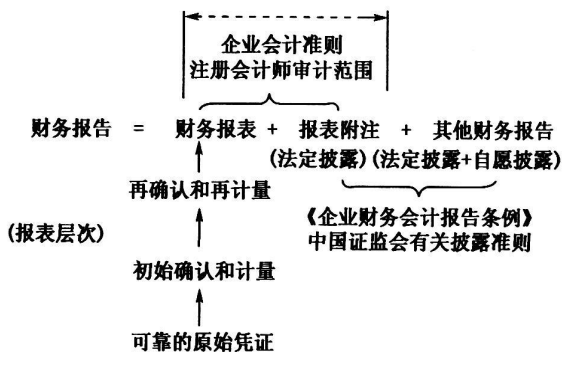 企业会计准则
注册会计师审计范围
财务报告 = 财务报表 + 报表附注 + 其他财务报告
(法定披露)(法定披露+自愿披露)
再确认和再计量
《企业财务会计报告条例》
(报表层次)
中国证监会有关披露准则
初始确认和计量
可靠的原始凭证